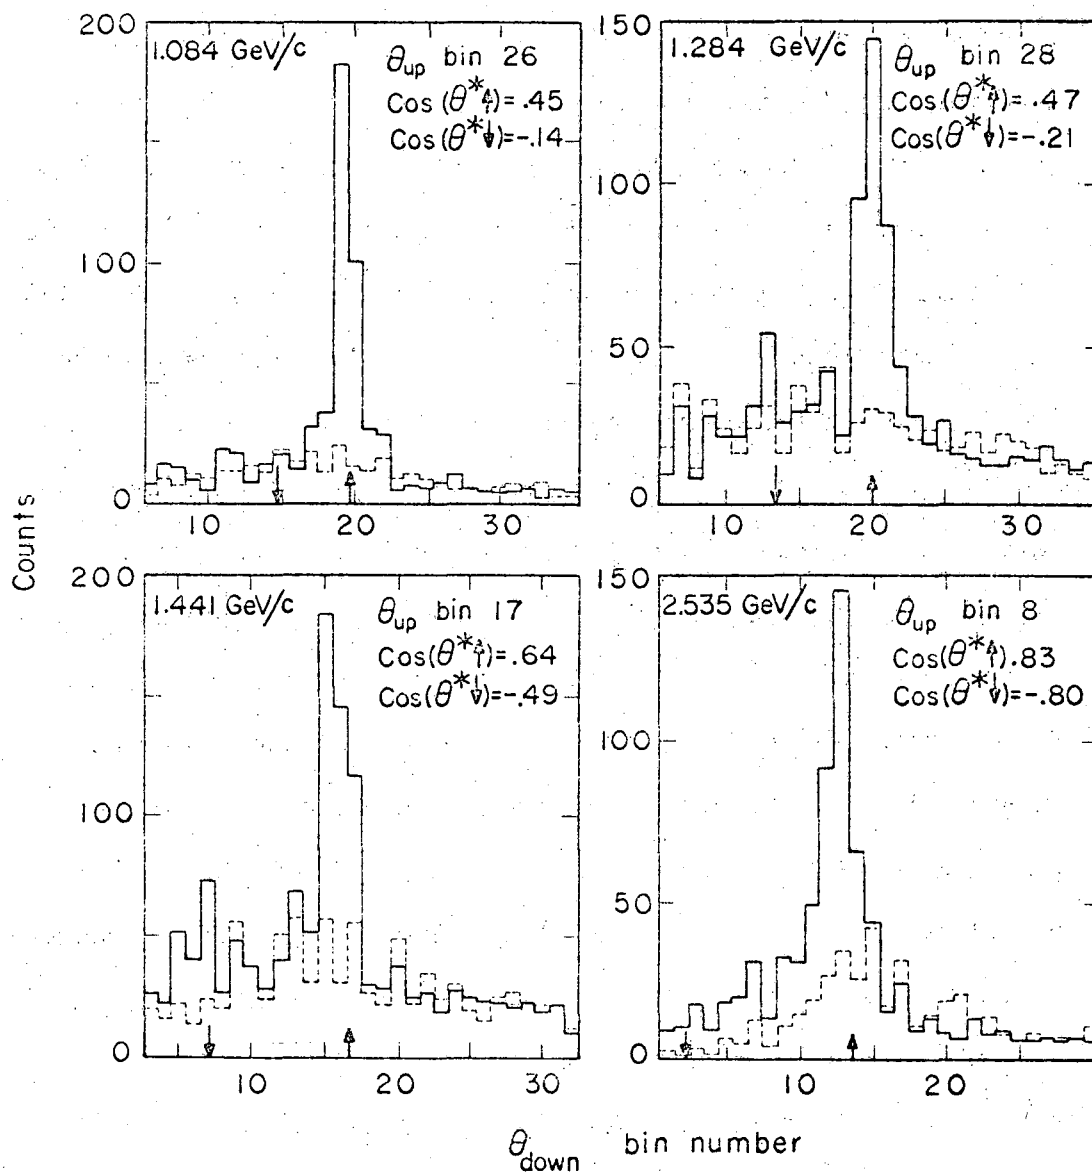 200
1.084 GeV/c
θup bin 26
Cos(θ*↑)=.45
Cos(θ*↓)=-.14
100
0
10 20 30
150
1.284 GeV/c
θup bin 28
Cos(θ*↑)=.47
Cos(θ*↓)=-.21
100
50
0
10 20 30
Counts
200
1.441 GeV/c
θup bin 17
Cos(θ*↑)=.64
Cos(θ*↓)=-.49
100
0
10 20 30
150
2.535 GeV/c
θup bin 8
Cos(θ*↑).83
Cos(θ*↓)=-.80
100
50
0
10 20
θdown bin number